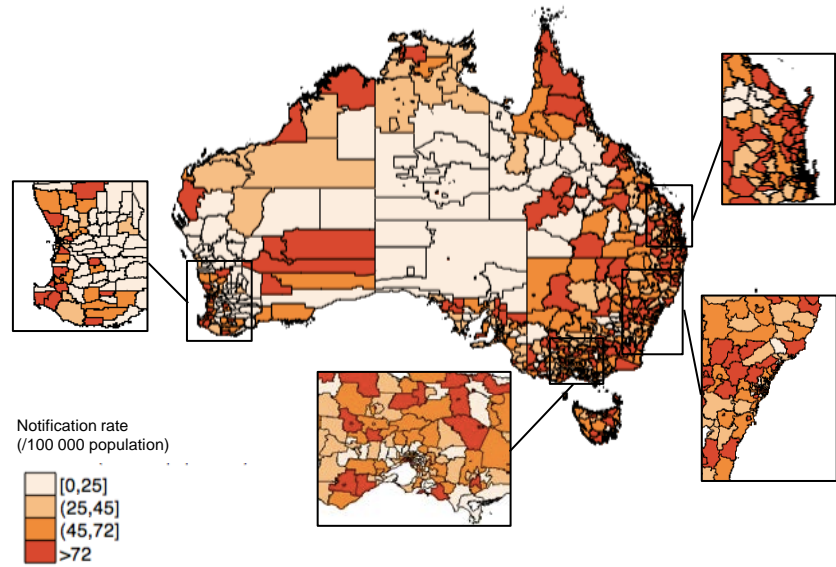 Notification rate
(/100 000 population)
[0,25]
(25,45]
(45,72]
>72